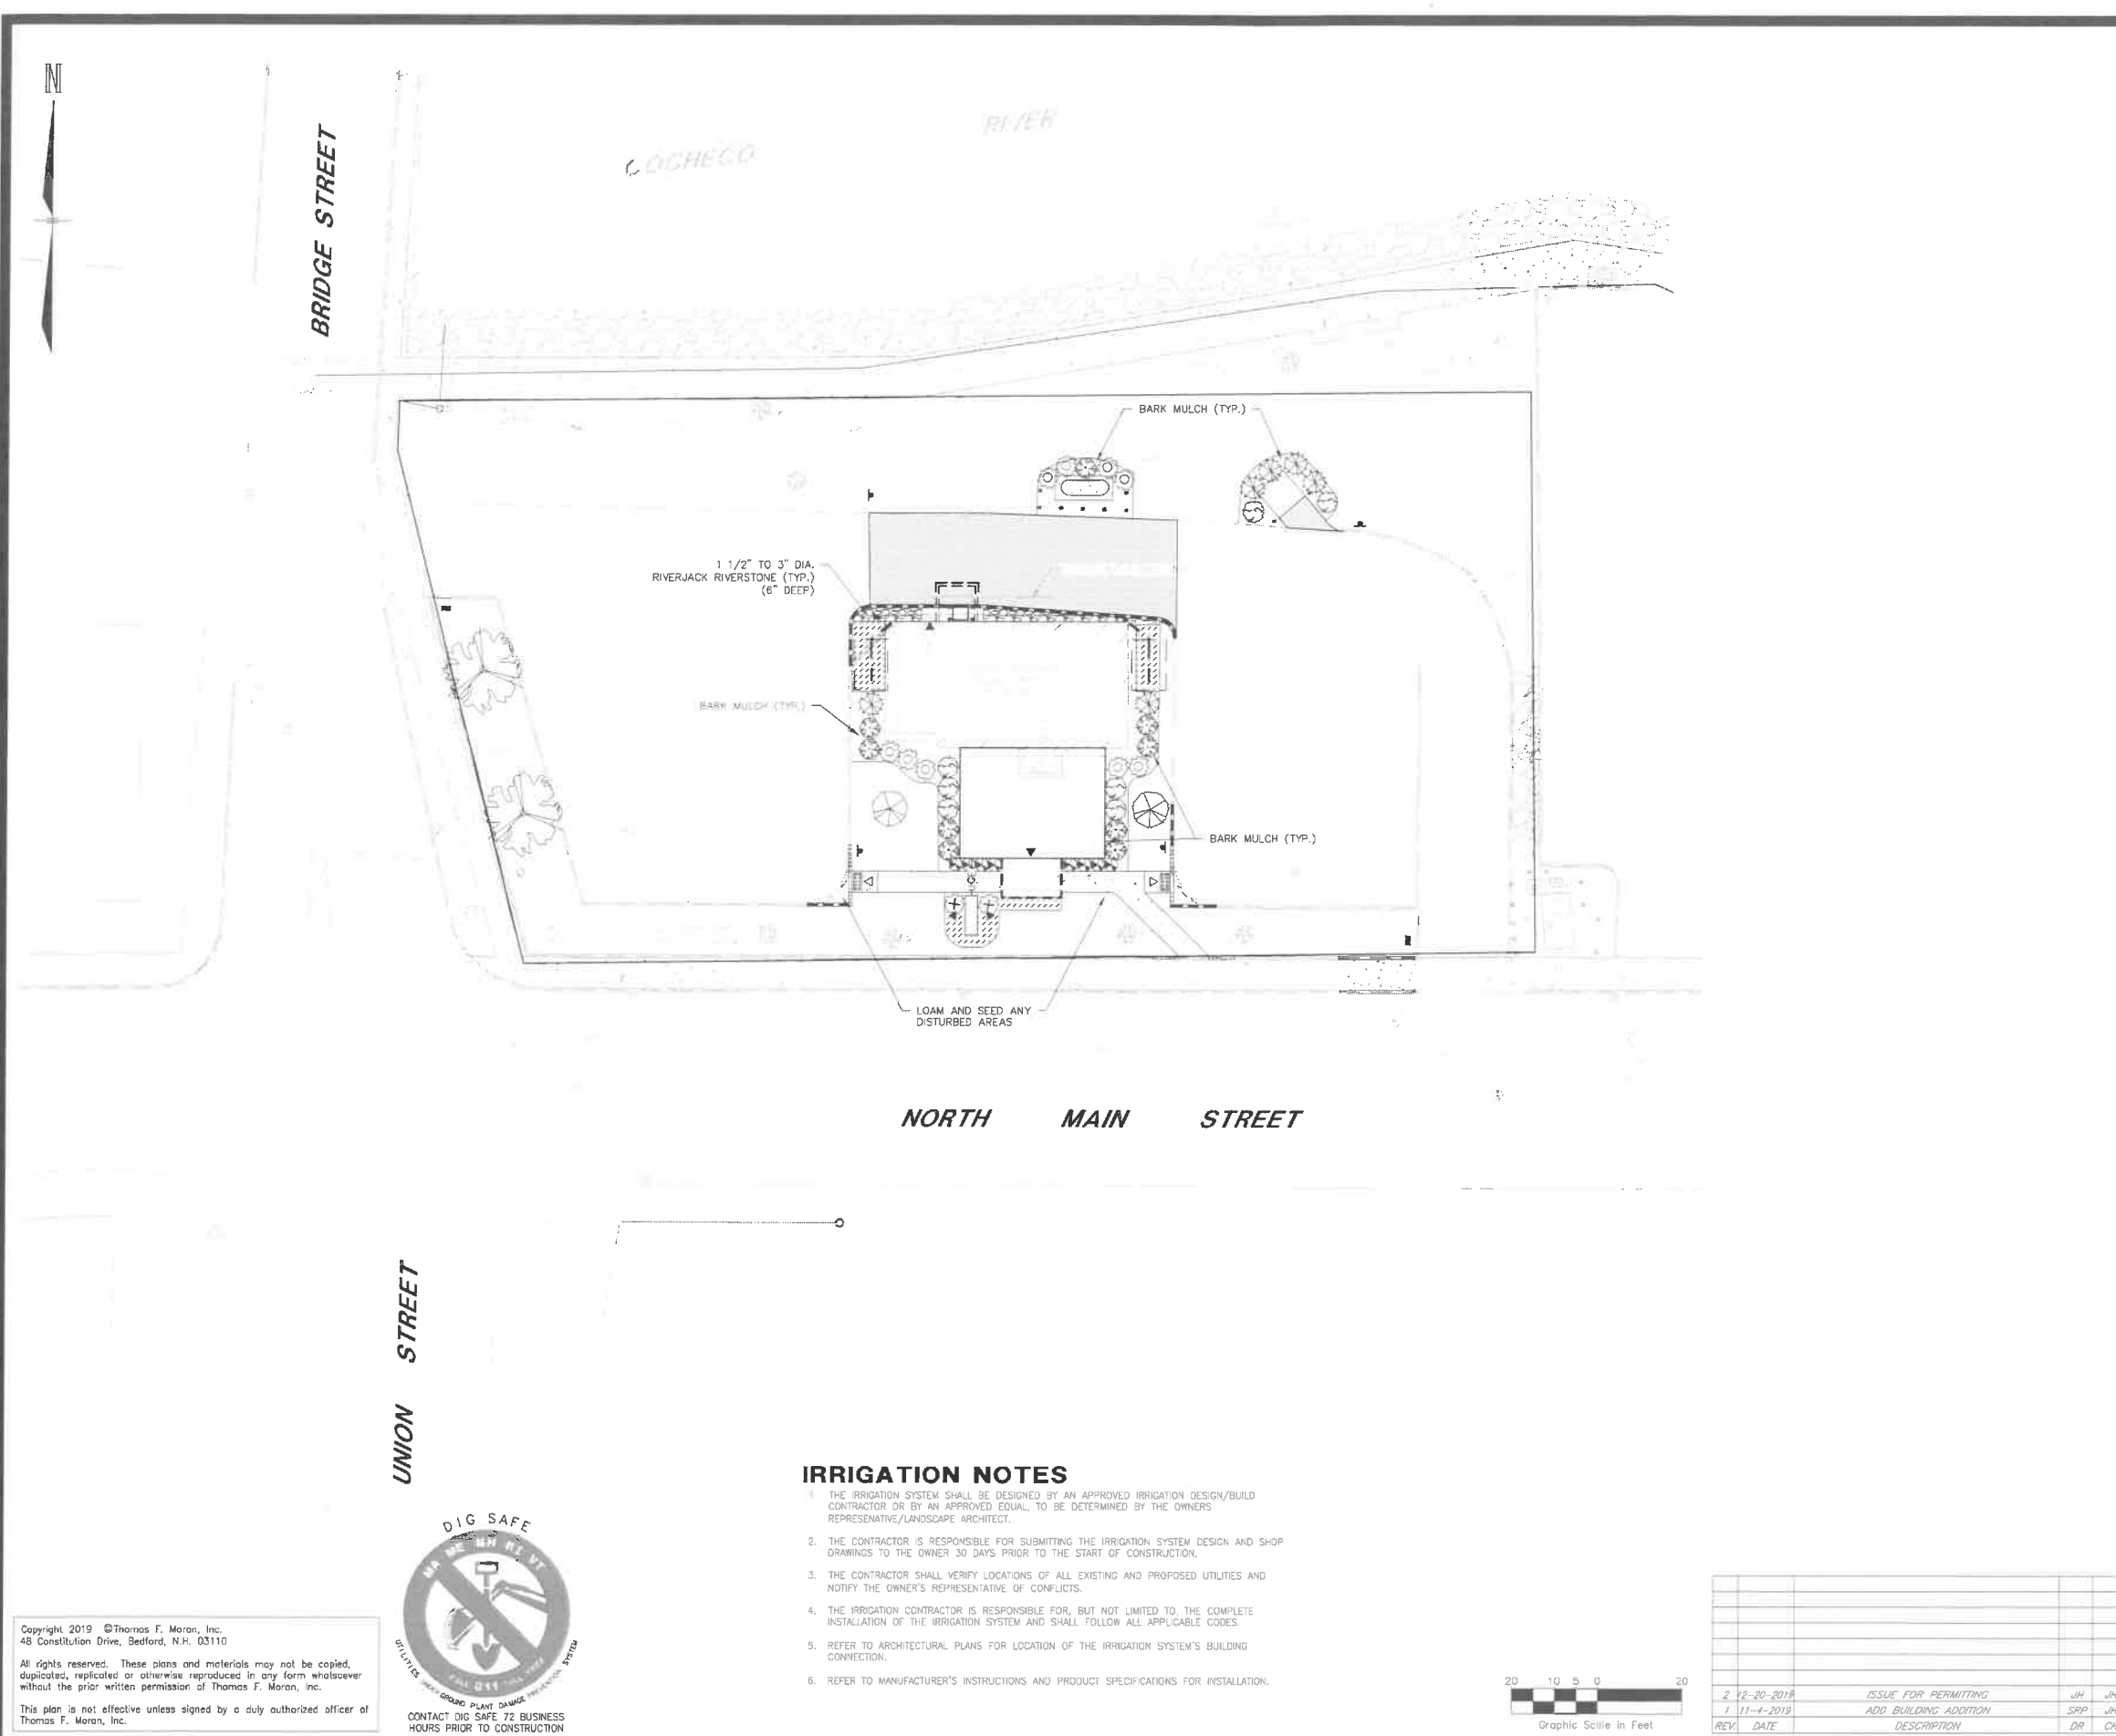 N
BRIDGE STREET
COCHECO
RIVER
BARK MULCH (TYP.)
1 1/2" TO 3" DIA.
RIVERJACK RIVERSTONE (TYP.)
(6" DEEP)
BARK MULCH (TYP.)
BARK MULCH (TYP.)
LOAM AND SEED ANY
DISTURBED AREAS
NORTH MAIN STREET
UNION STREET
IRRIGATION NOTES
1 THE IRRIGATION SYSTEM SHALL BE DESIGNED BY AN APPROVED IRRIGATION DESIGN/BUILD
CONTRACTOR OR BY AN APPROVED EQUAL, TO BE DETERMINED BY THE OWNERS
REPRESENATIVE/LANDSCAPE ARCHITECT.
2. THE CONTRACTOR IS RESPONSIBLE FOR SUBMITTING THE IRRIGATION SYSTEM DESIGN AND SHOP
DRAWINGS TO THE OWNER 30 DAYS PRIOR TO THE START OF CONSTRUCTION.
3. THE CONTRACTOR SHALL VERIFY LOCATIONS OF ALL EXISTING AND PROPOSED UTILITIES AND
NOTIFY THE OWNER'S REPRESENTATIVE OF CONFLICTS.
4. THE IRRIGATION CONTRACTOR IS RESPONSIBLE FOR, BUT NOT LIMITED TO, THE COMPLETE
INSTALLATION OF THE IRRIGATION SYSTEM AND SHALL FOLLOW ALL APPLICABLE CODES.
5. REFER TO ARCHITECTURAL PLANS FOR LOCATION OF THE IRRIGATION SYSTEM'S BUILDING
CONNECTION.
6. REFER TO MANUFACTURER'S INSTRUCTIONS AND PRODUCT SPECIFICATIONS FOR INSTALLATION.
DIG SAFE
MA ME NH RI VT
CALL 811 TOLL FREE
UTILITIES UNDERGROUND PLANT DAMAGE PREVENTION SYSTEM
CONTACT DIG SAFE 72 BUSINESS
HOURS PRIOR TO CONSTRUCTION
Copyright 2019 ©Thomas F. Moran, Inc.
48 Constitution Drive, Bedford, N.H. 03110
All rights reserved. These plans and materials may not be copied,
duplicated, replicated or otherwise reproduced in any form whatsoever
without the prior written permission of Thomas F. Moran, Inc.
This plan is not effective unless signed by a duly authorized officer of
Thomas F. Moran, Inc.
20 10 5 0 20
Graphic Scale in Feet
2 12-20-2019 ISSUE FOR PERMITTING JH
1 11-4-2019 ADD BUILDING ADDITION SRP
REV. DATE DESCRIPTION DR